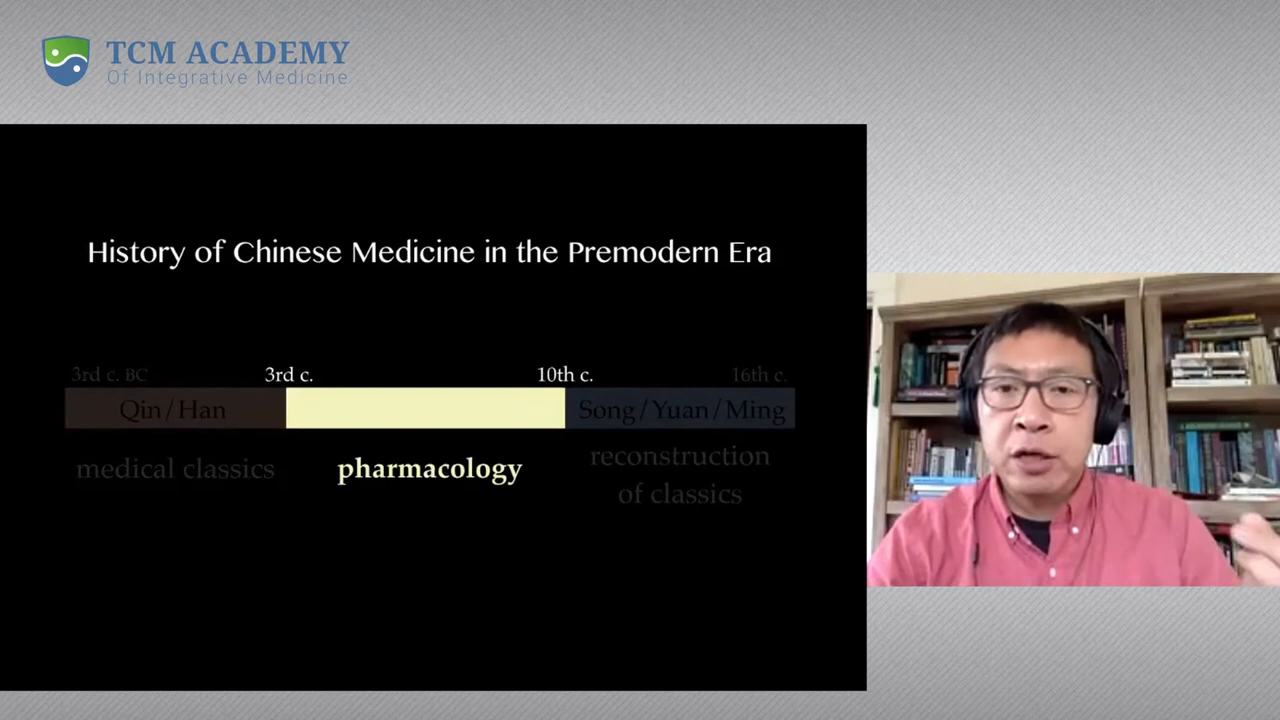 TCM ACADEMY
Of Integrative Medicine
History of Chinese Medicine in the Premodern Era
3rd c. BC
3rd c.
10th c.
16th c.
Qin/Han
Song/Yuan/Ming
medical classics
pharmacology
reconstruction
of classics